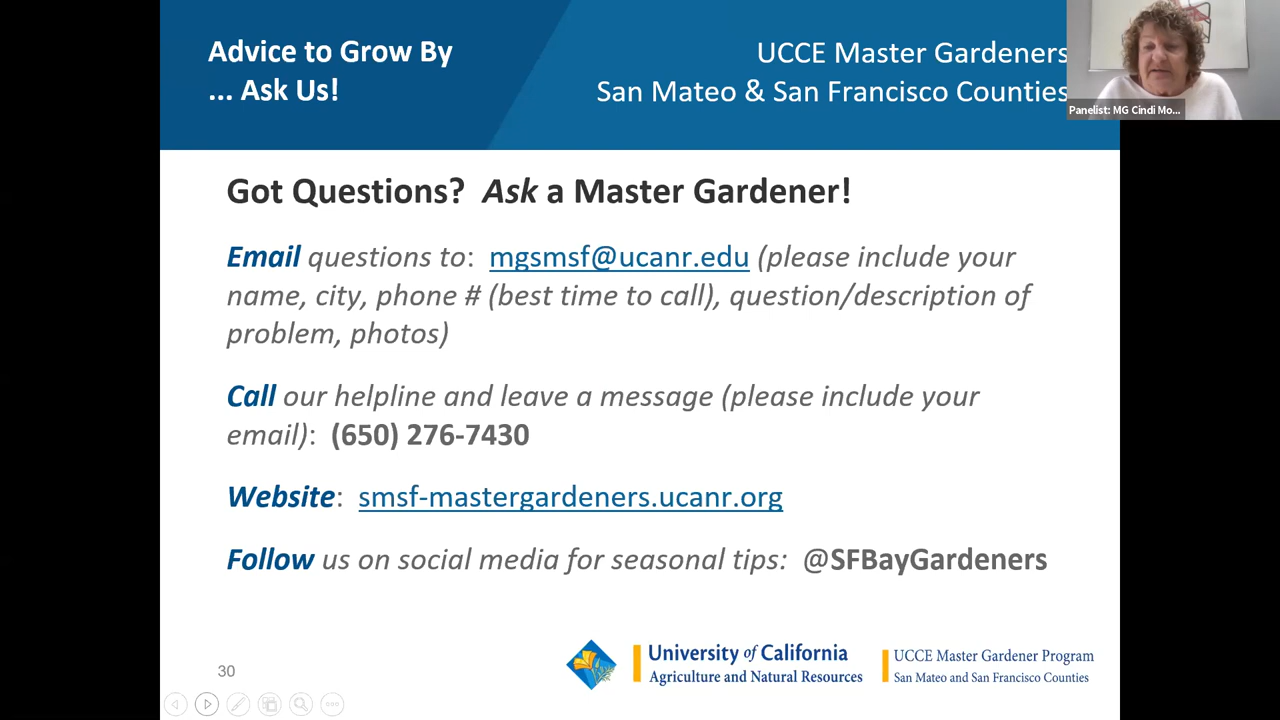 Advice to Grow By
... Ask Us!
UCCE Master Gardeners
San Mateo & San Francisco Counties
Panelist: MG Cindi Mo...
Got Questions? Ask a Master Gardener!
Email questions to: mgsmsf@ucanr.edu (please include your
name, city, phone # (best time to call), question/description of
problem, photos)
Call our helpline and leave a message (please include your
email): (650) 276-7430
Website: smsf-mastergardeners.ucanr.org
Follow us on social media for seasonal tips: @SFBayGardeners
30
University of California
Agriculture and Natural Resources
UCCE Master Gardener Program
San Mateo and San Francisco Counties